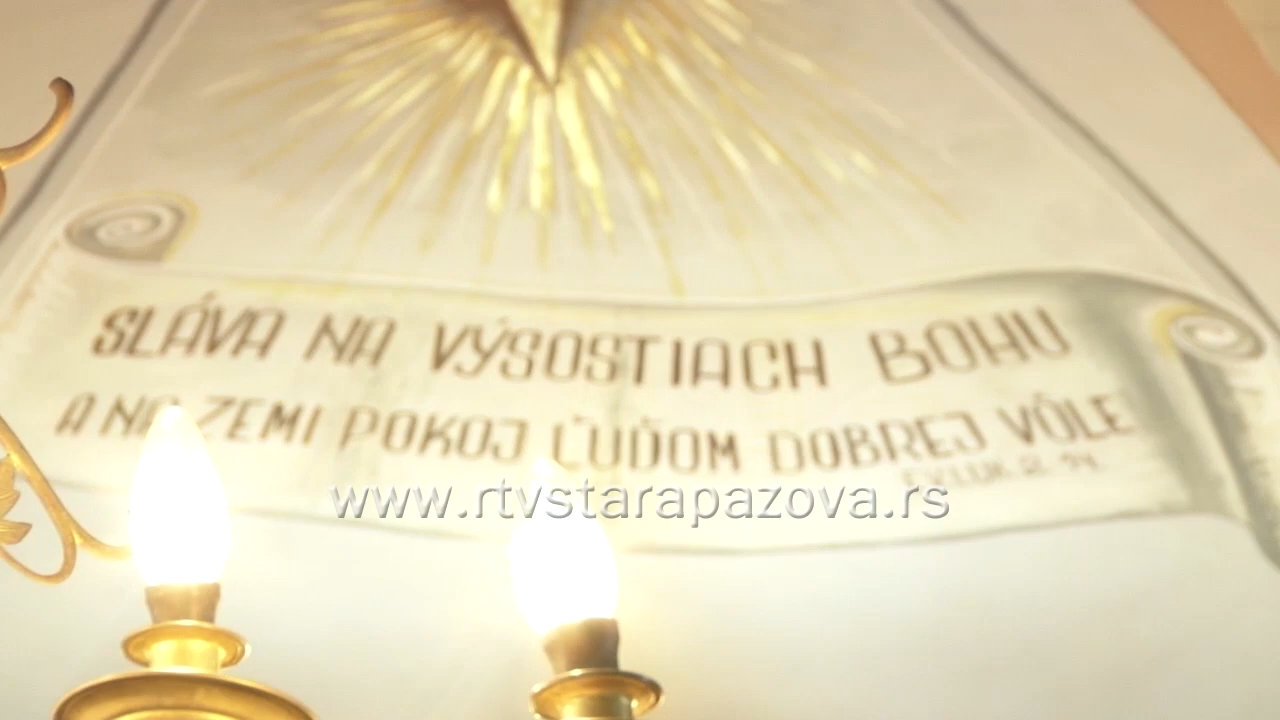 SLÁVA NA VÝSOSTIACH BOHU
A NA ZEMI POKOJ ĽUĎOM DOBREJ VÔLE
www.rtvstarapazova.rs